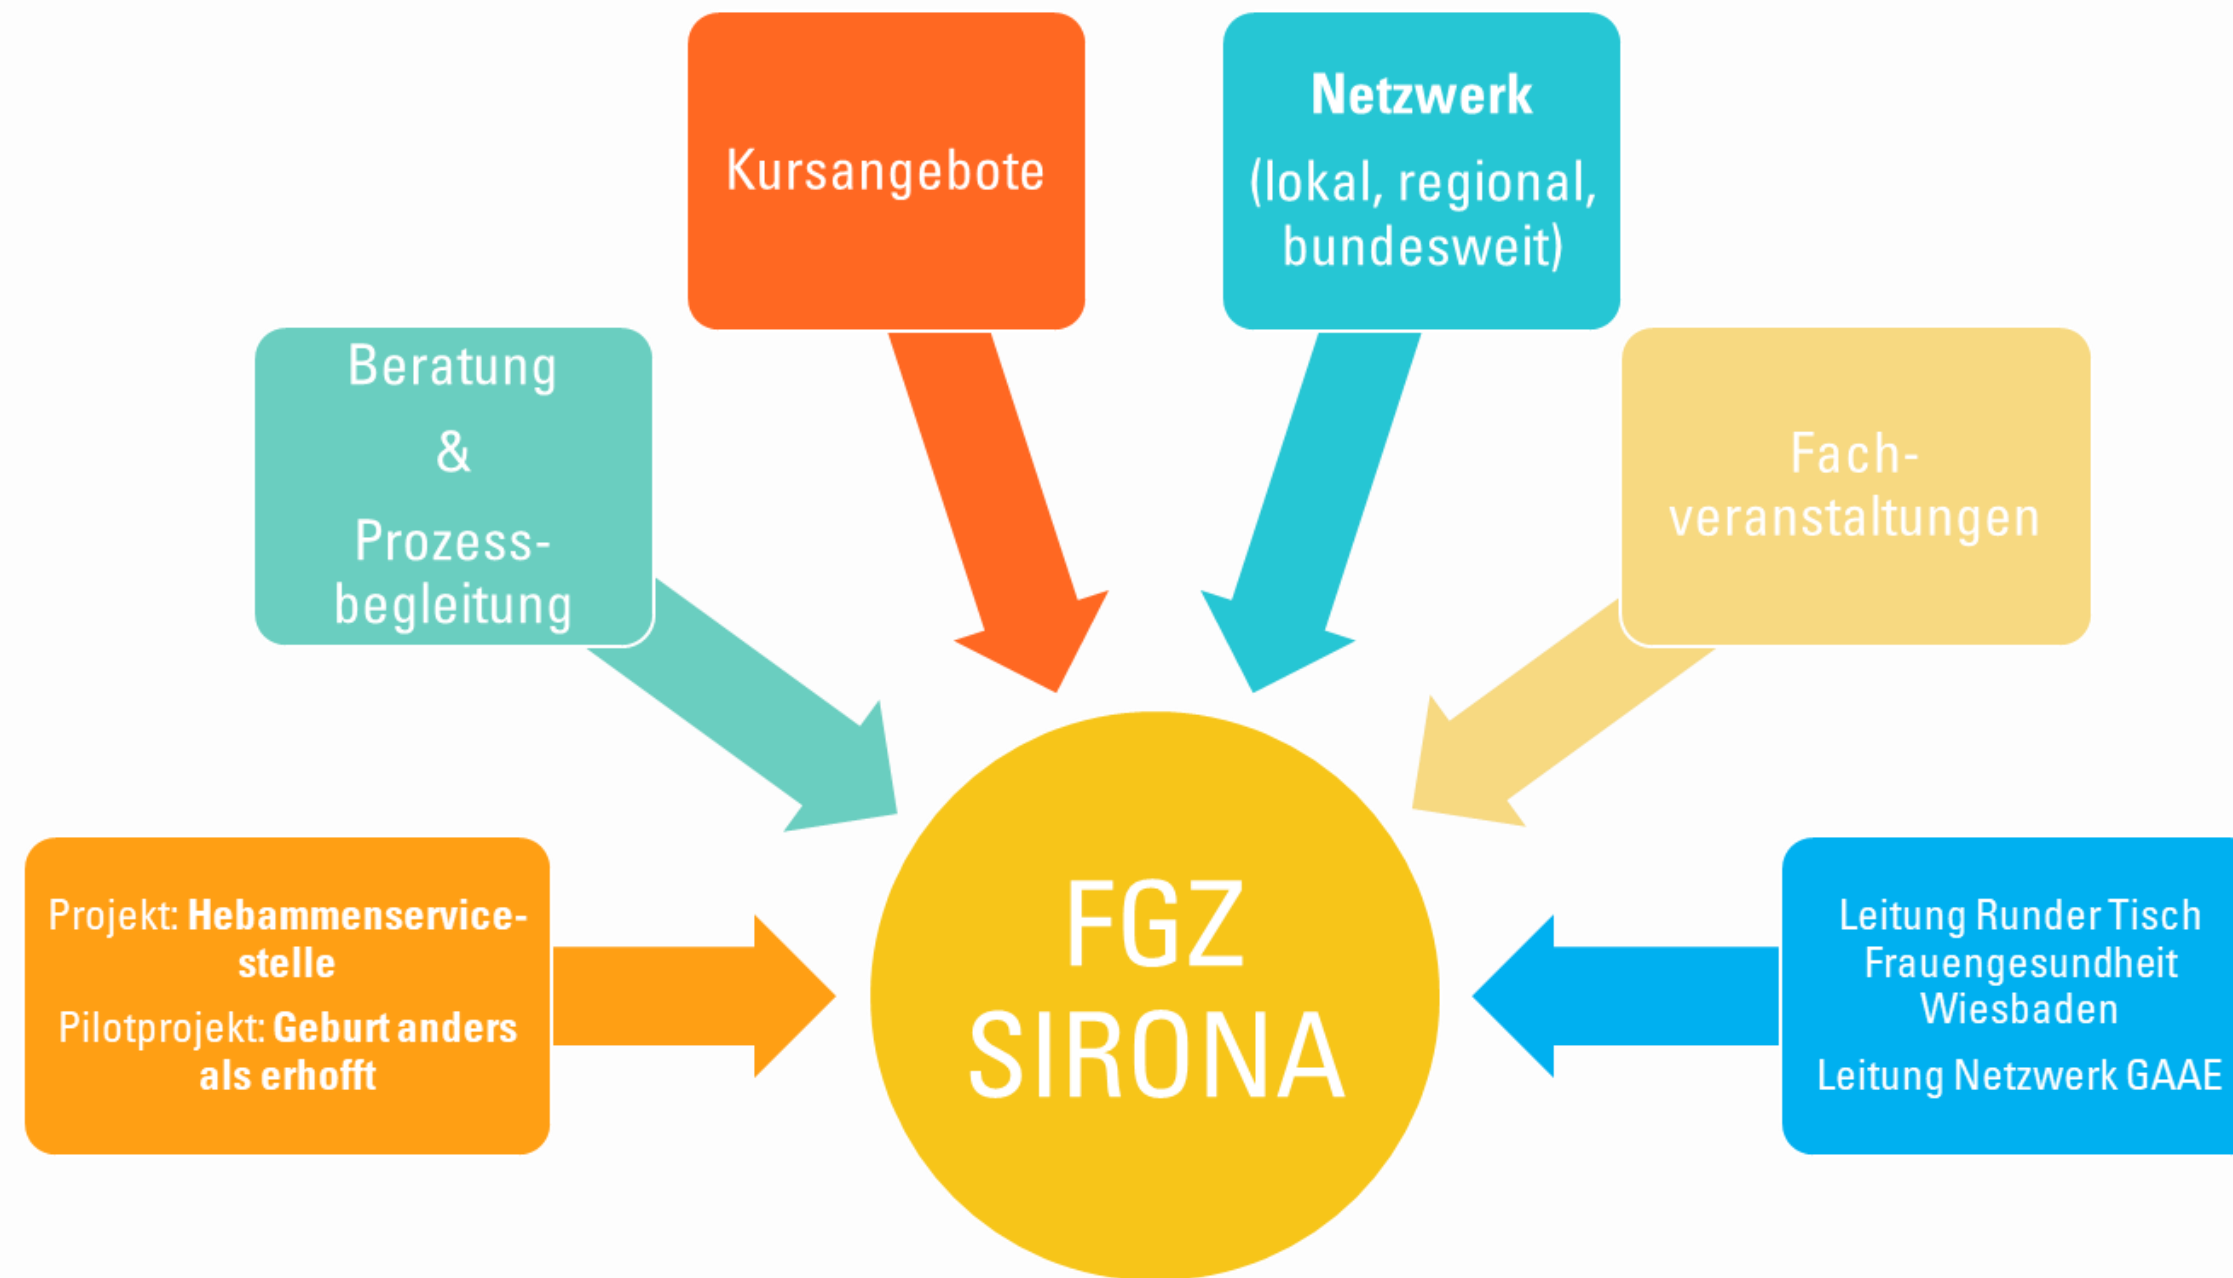 Kursangebote
Netzwerk
(lokal, regional,
bundesweit)
Beratung
&
Prozess-
begleitung
Fach-
veranstaltungen
Projekt: Hebammenservice-
stelle
Pilotprojekt: Geburt anders
als erhofft
FGZ
SIRONA
Leitung Runder Tisch
Frauengesundheit
Wiesbaden
Leitung Netzwerk GAAE